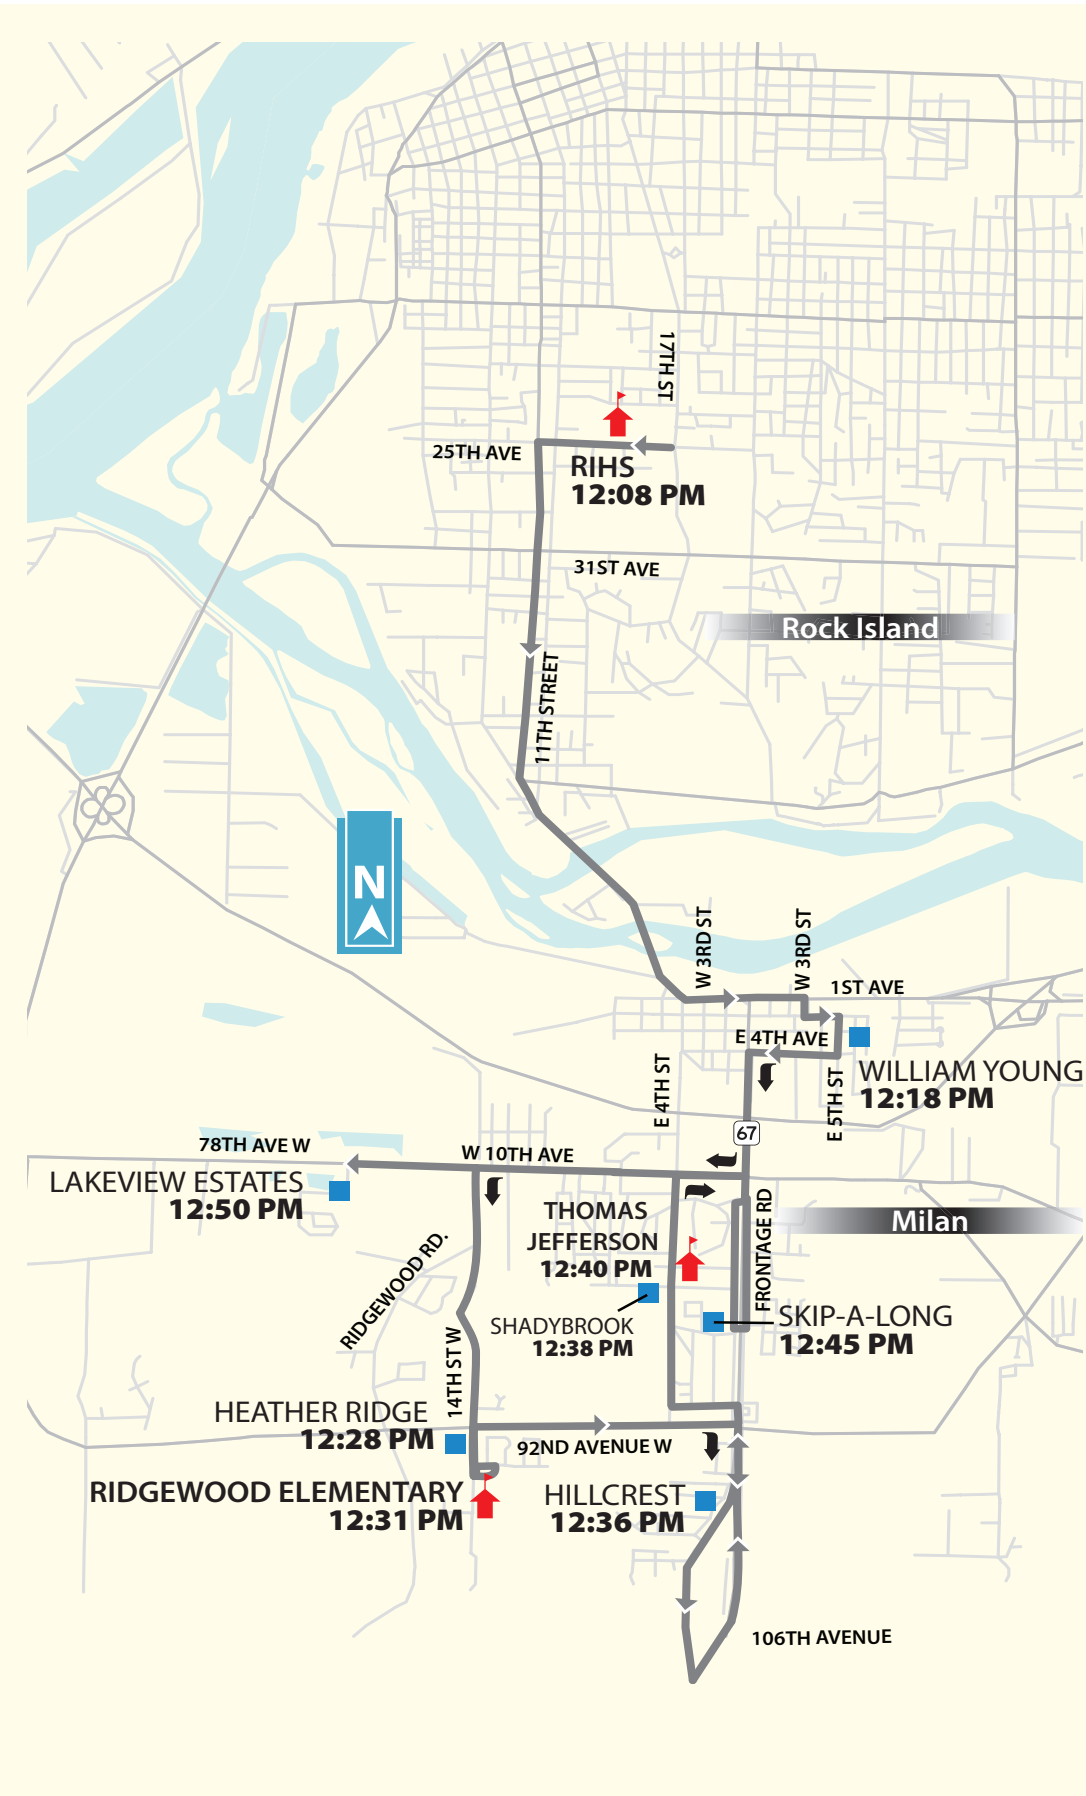 17TH ST
25TH AVE
RIHS
12:08 PM
31ST AVE
Rock Island
11TH STREET
N
W 3RD ST
W 3RD ST
1ST AVE
E 4TH AVE
WILLIAM YOUNG
12:18 PM
E 4TH ST
E 5TH ST
67
78TH AVE W
W 10TH AVE
LAKEVIEW ESTATES
12:50 PM
THOMAS
JEFFERSON
12:40 PM
FRONTAGE RD
Milan
RIDGEWOOD RD.
SHADYBROOK
12:38 PM
SKIP-A-LONG
12:45 PM
14TH ST W
HEATHER RIDGE
12:28 PM
92ND AVENUE W
RIDGEWOOD ELEMENTARY
12:31 PM
HILLCREST
12:36 PM
106TH AVENUE